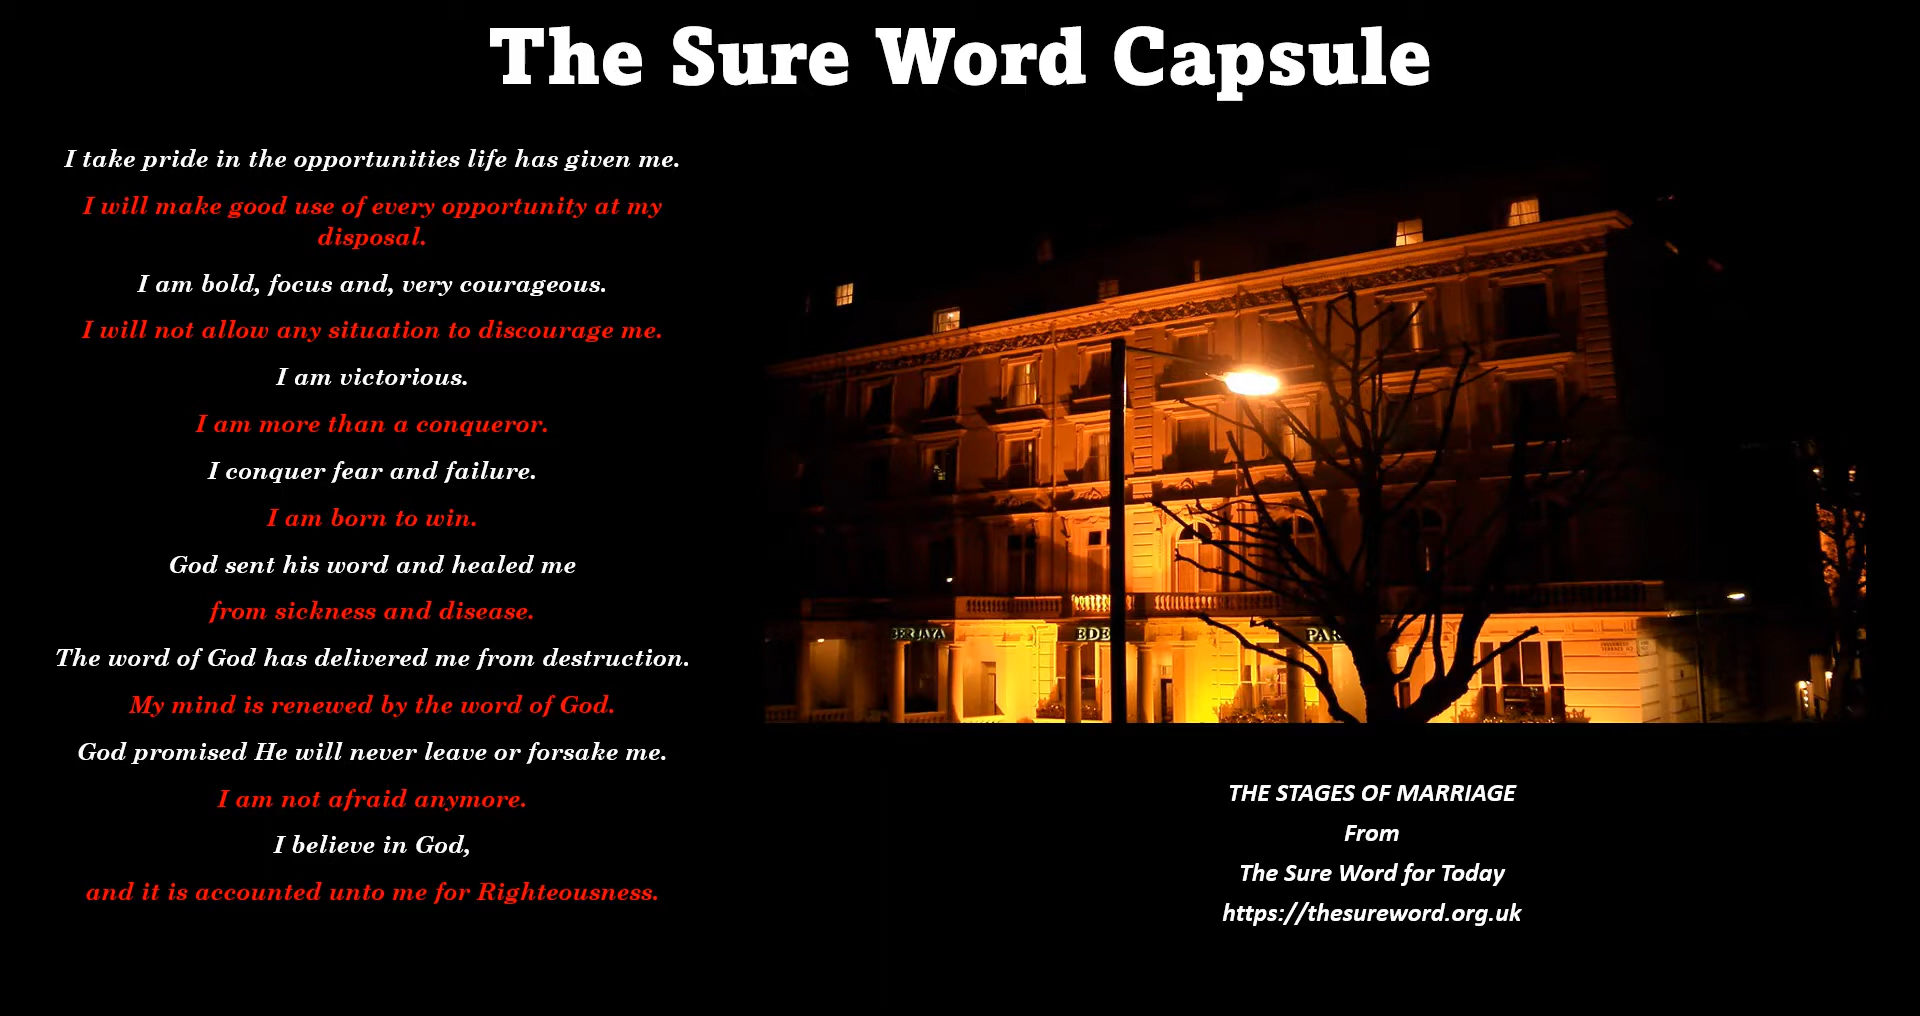 The Sure Word Capsule
I take pride in the opportunities life has given me.
I will make good use of every opportunity at my
disposal.
I am bold, focus and, very courageous.
I will not allow any situation to discourage me.
I am victorious.
I am more than a conqueror.
I conquer fear and failure.
I am born to win.
God sent his word and healed me
from sickness and disease.
The word of God has delivered me from destruction.
My mind is renewed by the word of God.
God promised He will never leave or forsake me.
I am not afraid anymore.
I believe in God,
and it is accounted unto me for Righteousness.
BERJAYA EDE PAR
THE STAGES OF MARRIAGE
From
The Sure Word for Today
https://thesureword.org.uk